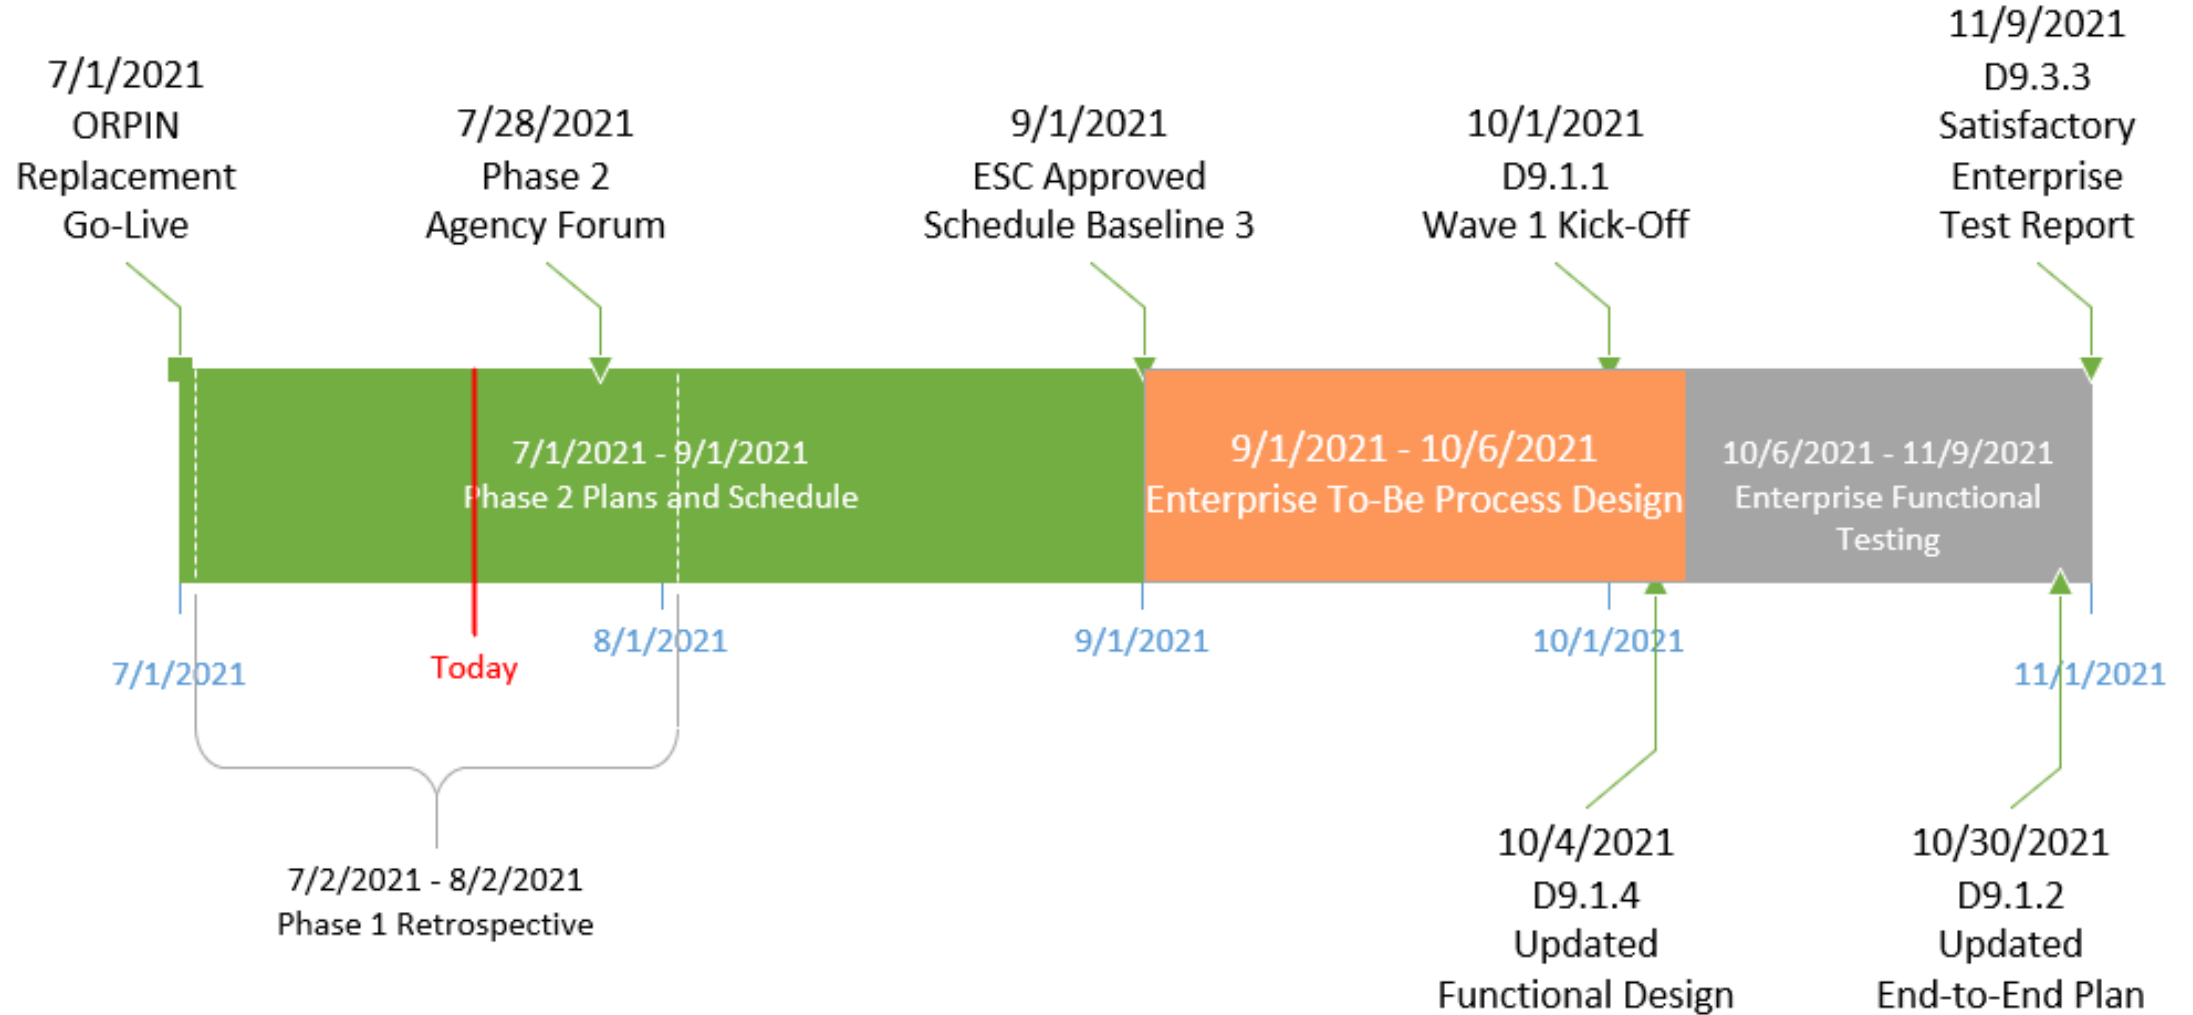 7/1/2021
ORPIN
Replacement
Go-Live
7/28/2021
Phase 2
Agency Forum
9/1/2021
ESC Approved
Schedule Baseline 3
10/1/2021
D9.1.1
Wave 1 Kick-Off
11/9/2021
D9.3.3
Satisfactory
Enterprise
Test Report
7/1/2021 - 9/1/2021
Phase 2 Plans and Schedule
9/1/2021 - 10/6/2021
Enterprise To-Be Process Design
10/6/2021 - 11/9/2021
Enterprise Functional
Testing
7/1/2021
Today
8/1/2021
9/1/2021
10/1/2021
11/1/2021
7/2/2021 - 8/2/2021
Phase 1 Retrospective
10/4/2021
D9.1.4
Updated
Functional Design
10/30/2021
D9.1.2
Updated
End-to-End Plan